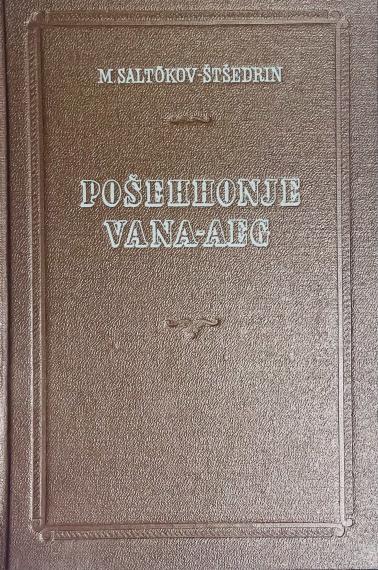 M. SALTÕKOV-ŠTŠEDRIN
POŠEHHONJE
VANA-AEG